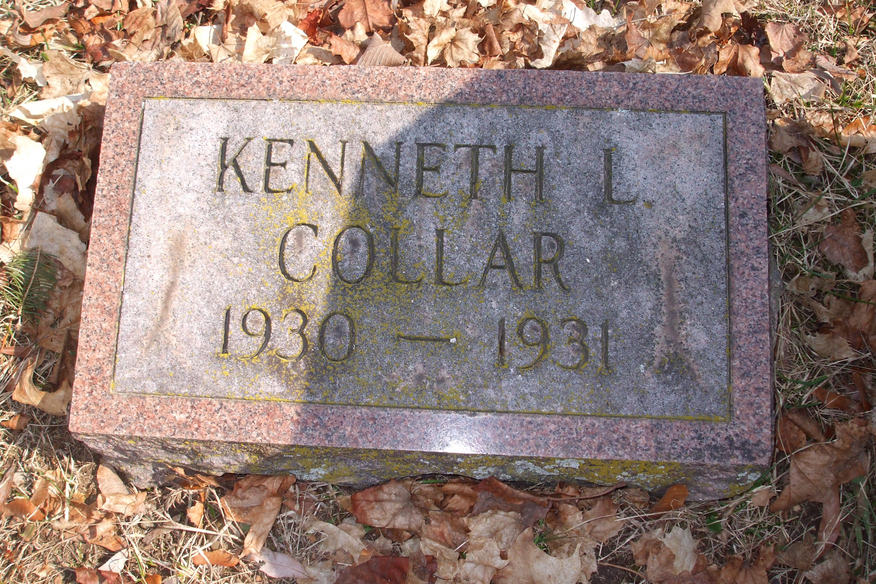 KENNETH L.
COLLAR
1930 — 1931